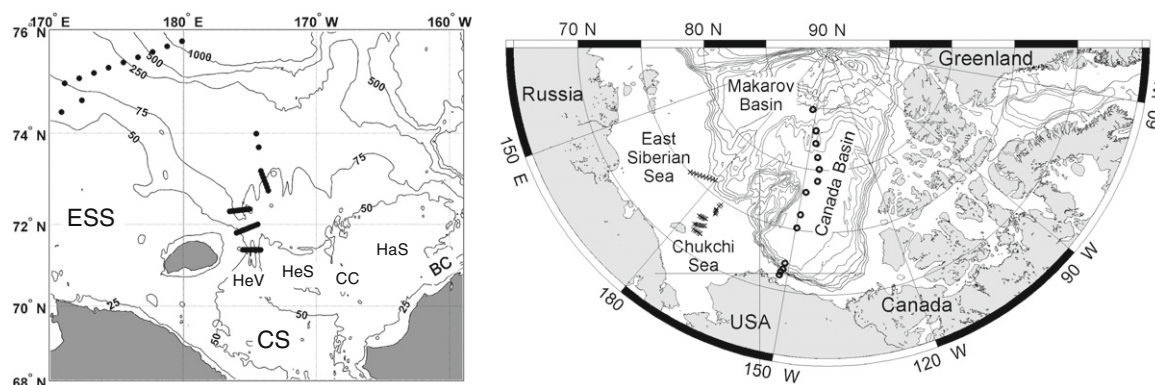 170 °E 180 °W 170 °W 160 °W
76 °N
74 °N
72 °N
70 °N
68 °N
1000
500
250
75
50
500
75
50
25
25
50
50
ESS
HaS
BC
HeS
CC
HeV
CS
70 N 80 N 90 N
Greenland
Russia
Makarov
Basin
East
Siberian
Sea
Canada Basin
Chukchi
Sea
USA
Canada
150 E
180
150 W
120 W
90 W
60